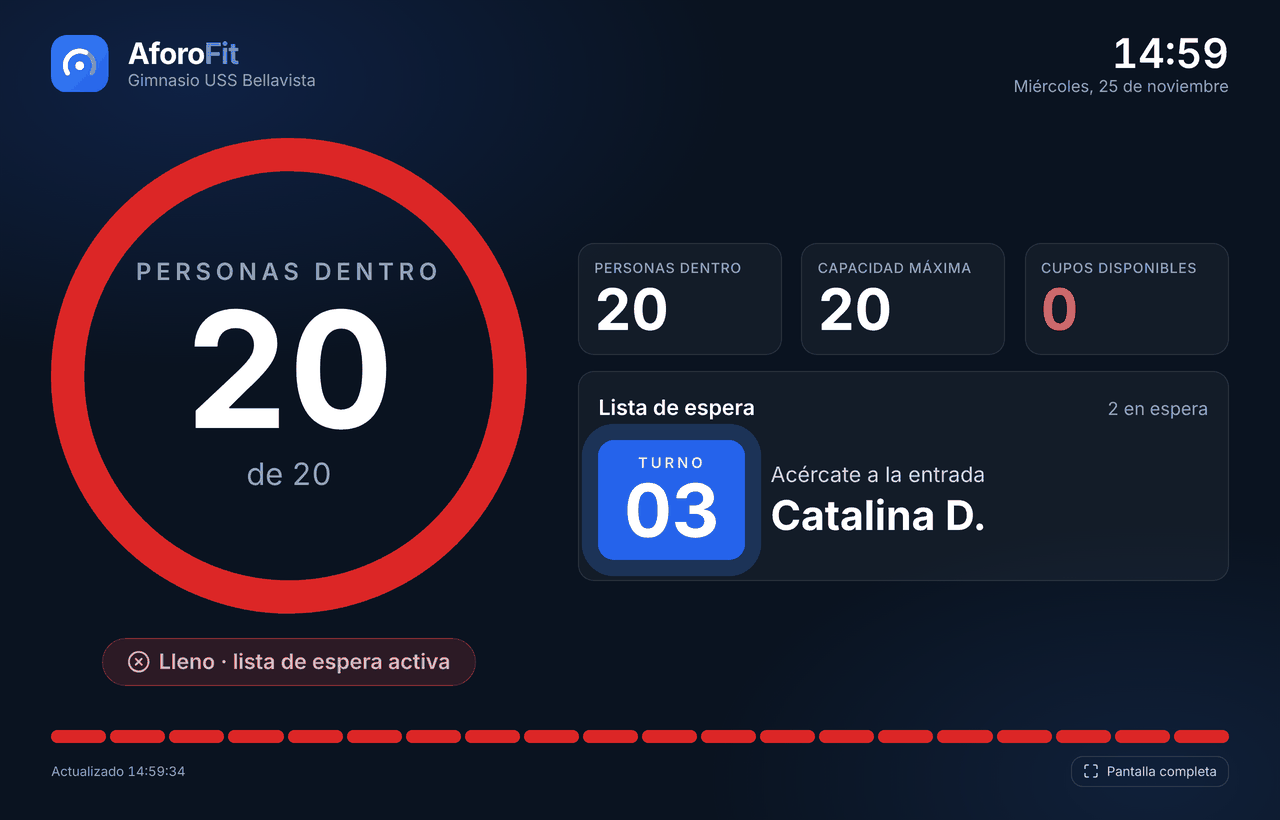 AforoFit
Gimnasio USS Bellavista
14:59
Miércoles, 25 de noviembre
PERSONAS DENTRO
20
de 20
Lleno · lista de espera activa
PERSONAS DENTRO
20
CAPACIDAD MÁXIMA
20
CUPOS DISPONIBLES
0
Lista de espera
2 en espera
TURNO
03
Acércate a la entrada
Catalina D.
Actualizado 14:59:34
Pantalla completa